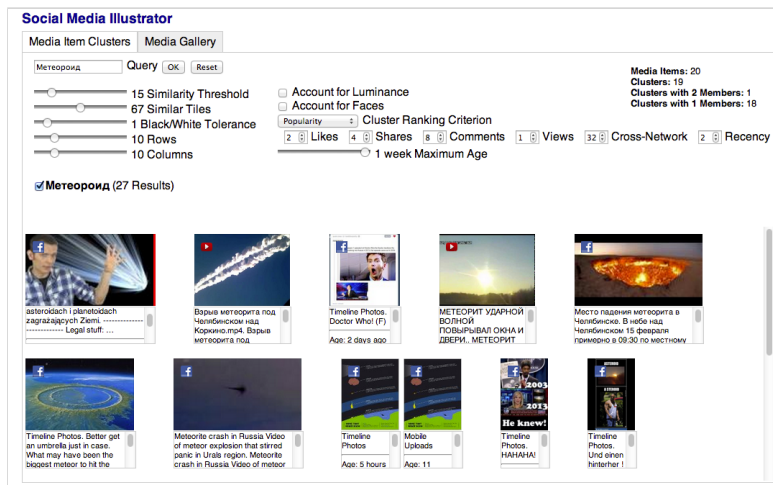 Social Media Illustrator
Media Item Clusters Media Gallery
Метеороид Query OK Reset
Media Items: 20
Clusters: 19
Clusters with 2 Members: 1
Clusters with 1 Members: 18
15 Similarity Threshold
67 Similar Tiles
1 Black/White Tolerance
10 Rows
10 Columns
Account for Luminance
Account for Faces
Popularity Cluster Ranking Criterion
2 Likes 4 Shares 8 Comments 1 Views 32 Cross-Network 2 Recency
1 week Maximum Age
Метеороид (27 Results)
asteroidach i planetoidach
zagrażających Ziemi. ---------------
------------- Legal stuff: …
Взрыв метеорита под
Челябинском над
Коркино.mp4. Взрыв
метеорита под
Timeline Photos.
Doctor Who! (F)
Age: 2 days ago
МЕТЕОРИТ УДАРНОЙ
ВОЛНОЙ
ПОВЫРЫВАЛ ОКНА И
ДВЕРИ.. МЕТЕОРИТ
Место падения метеорита в
Челябинске. В небе над
Челябинском 15 февраля
примерно в 09:30 по местному
2003
2013
He knew!
Timeline Photos. Better get
an umbrella just in case.
What may have been the
biggest meteor to hit the
Meteorite crash in Russia Video
of meteor explosion that stirred
panic in Urals region. Meteorite
crash in Russia Video of meteor
Timeline
Photos
Age: 5 hours
Mobile
Uploads
Age: 11
Timeline
Photos.
HAHAHA!
Timeline
Photos.
Und einen
hinterher !